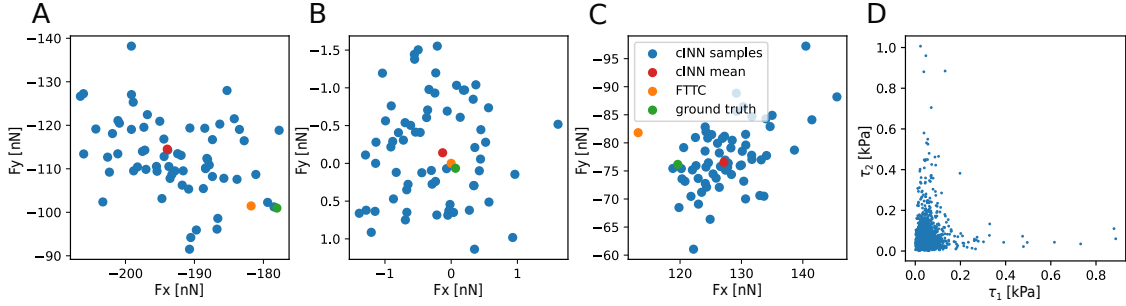 A
B
C
D
−140
−130
−120
−110
−100
−90
Fy [nN]
−200
−190
−180
Fx [nN]
−1.5
−1.0
−0.5
0.0
0.5
1.0
Fy [nN]
−1
0
1
Fx [nN]
−95
−90
−85
−80
−75
−70
−65
−60
Fy [nN]
120
130
140
Fx [nN]
cINN samples
cINN mean
FTTC
ground truth
1.0
0.8
0.6
0.4
0.2
0.0
τ2 [kPa]
0.0
0.2
0.4
0.6
0.8
τ1 [kPa]